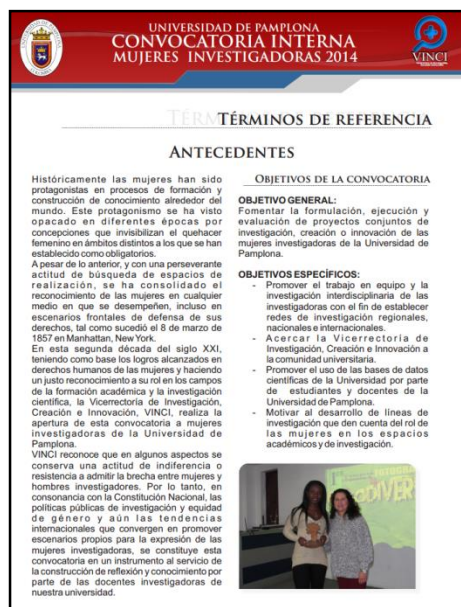 UNIVERSIDAD DE PAMPLONA
CONVOCATORIA INTERNA
MUJERES INVESTIGADORAS 2014
VINCI
TÉRMINOS DE REFERENCIA
ANTECEDENTES
Históricamente las mujeres han sido
protagonistas en procesos de formación y
construcción de conocimiento alrededor del
mundo. Este protagonismo se ha visto
opacado en diferentes épocas por
concepciones que invisibilizan el quehacer
femenino en ámbitos distintos a los que se han
establecido como obligatorios.
A pesar de lo anterior, y con una perseverante
actitud de búsqueda de espacios de
realización, se ha consolidado el
reconocimiento de las mujeres en cualquier
medio en que se desempeñen, incluso en
escenarios frontales de defensa de sus
derechos, tal como sucedió el 8 de marzo de
1857 en Manhattan, New York.
En esta segunda década del siglo XXI,
teniendo como base los logros alcanzados en
derechos humanos de las mujeres y haciendo
un justo reconocimiento a su rol en los campos
de la formación académica y la investigación
científica, la Vicerrectoría de Investigación,
Creación e Innovación, VINCI, realiza la
apertura de esta convocatoria a mujeres
investigadoras de la Universidad de
Pamplona.
VINCI reconoce que en algunos aspectos se
conserva una actitud de indiferencia o
resistencia a admitir la brecha entre mujeres y
hombres investigadores. Por lo tanto, en
consonancia con la Constitución Nacional, las
políticas públicas de investigación y equidad
de género y aún las tendencias
internacionales que convergen en promover
escenarios propios para la expresión de las
mujeres investigadoras, se constituye esta
convocatoria en un instrumento al servicio de
la construcción de reflexión y conocimiento por
parte de las docentes investigadoras de
nuestra universidad.
OBJETIVOS DE LA CONVOCATORIA
OBJETIVO GENERAL:
Fomentar la formulación, ejecución y
evaluación de proyectos conjuntos de
investigación, creación o innovación de las
mujeres investigadoras de la Universidad de
Pamplona.
OBJETIVOS ESPECÍFICOS:
- Promover el trabajo en equipo y la
investigación interdisciplinaria de las
investigadoras con el fin de establecer
redes de investigación regionales,
nacionales e internacionales.
- Acercar la Vicerrectoría de
Investigación, Creación e Innovación a
la comunidad universitaria.
- Promover el uso de las bases de datos
científicas de la Universidad por parte
de estudiantes y docentes de la
Universidad de Pamplona.
- Motivar al desarrollo de líneas de
investigación que den cuenta del rol de
las mujeres en los espacios
académicos y de investigación.